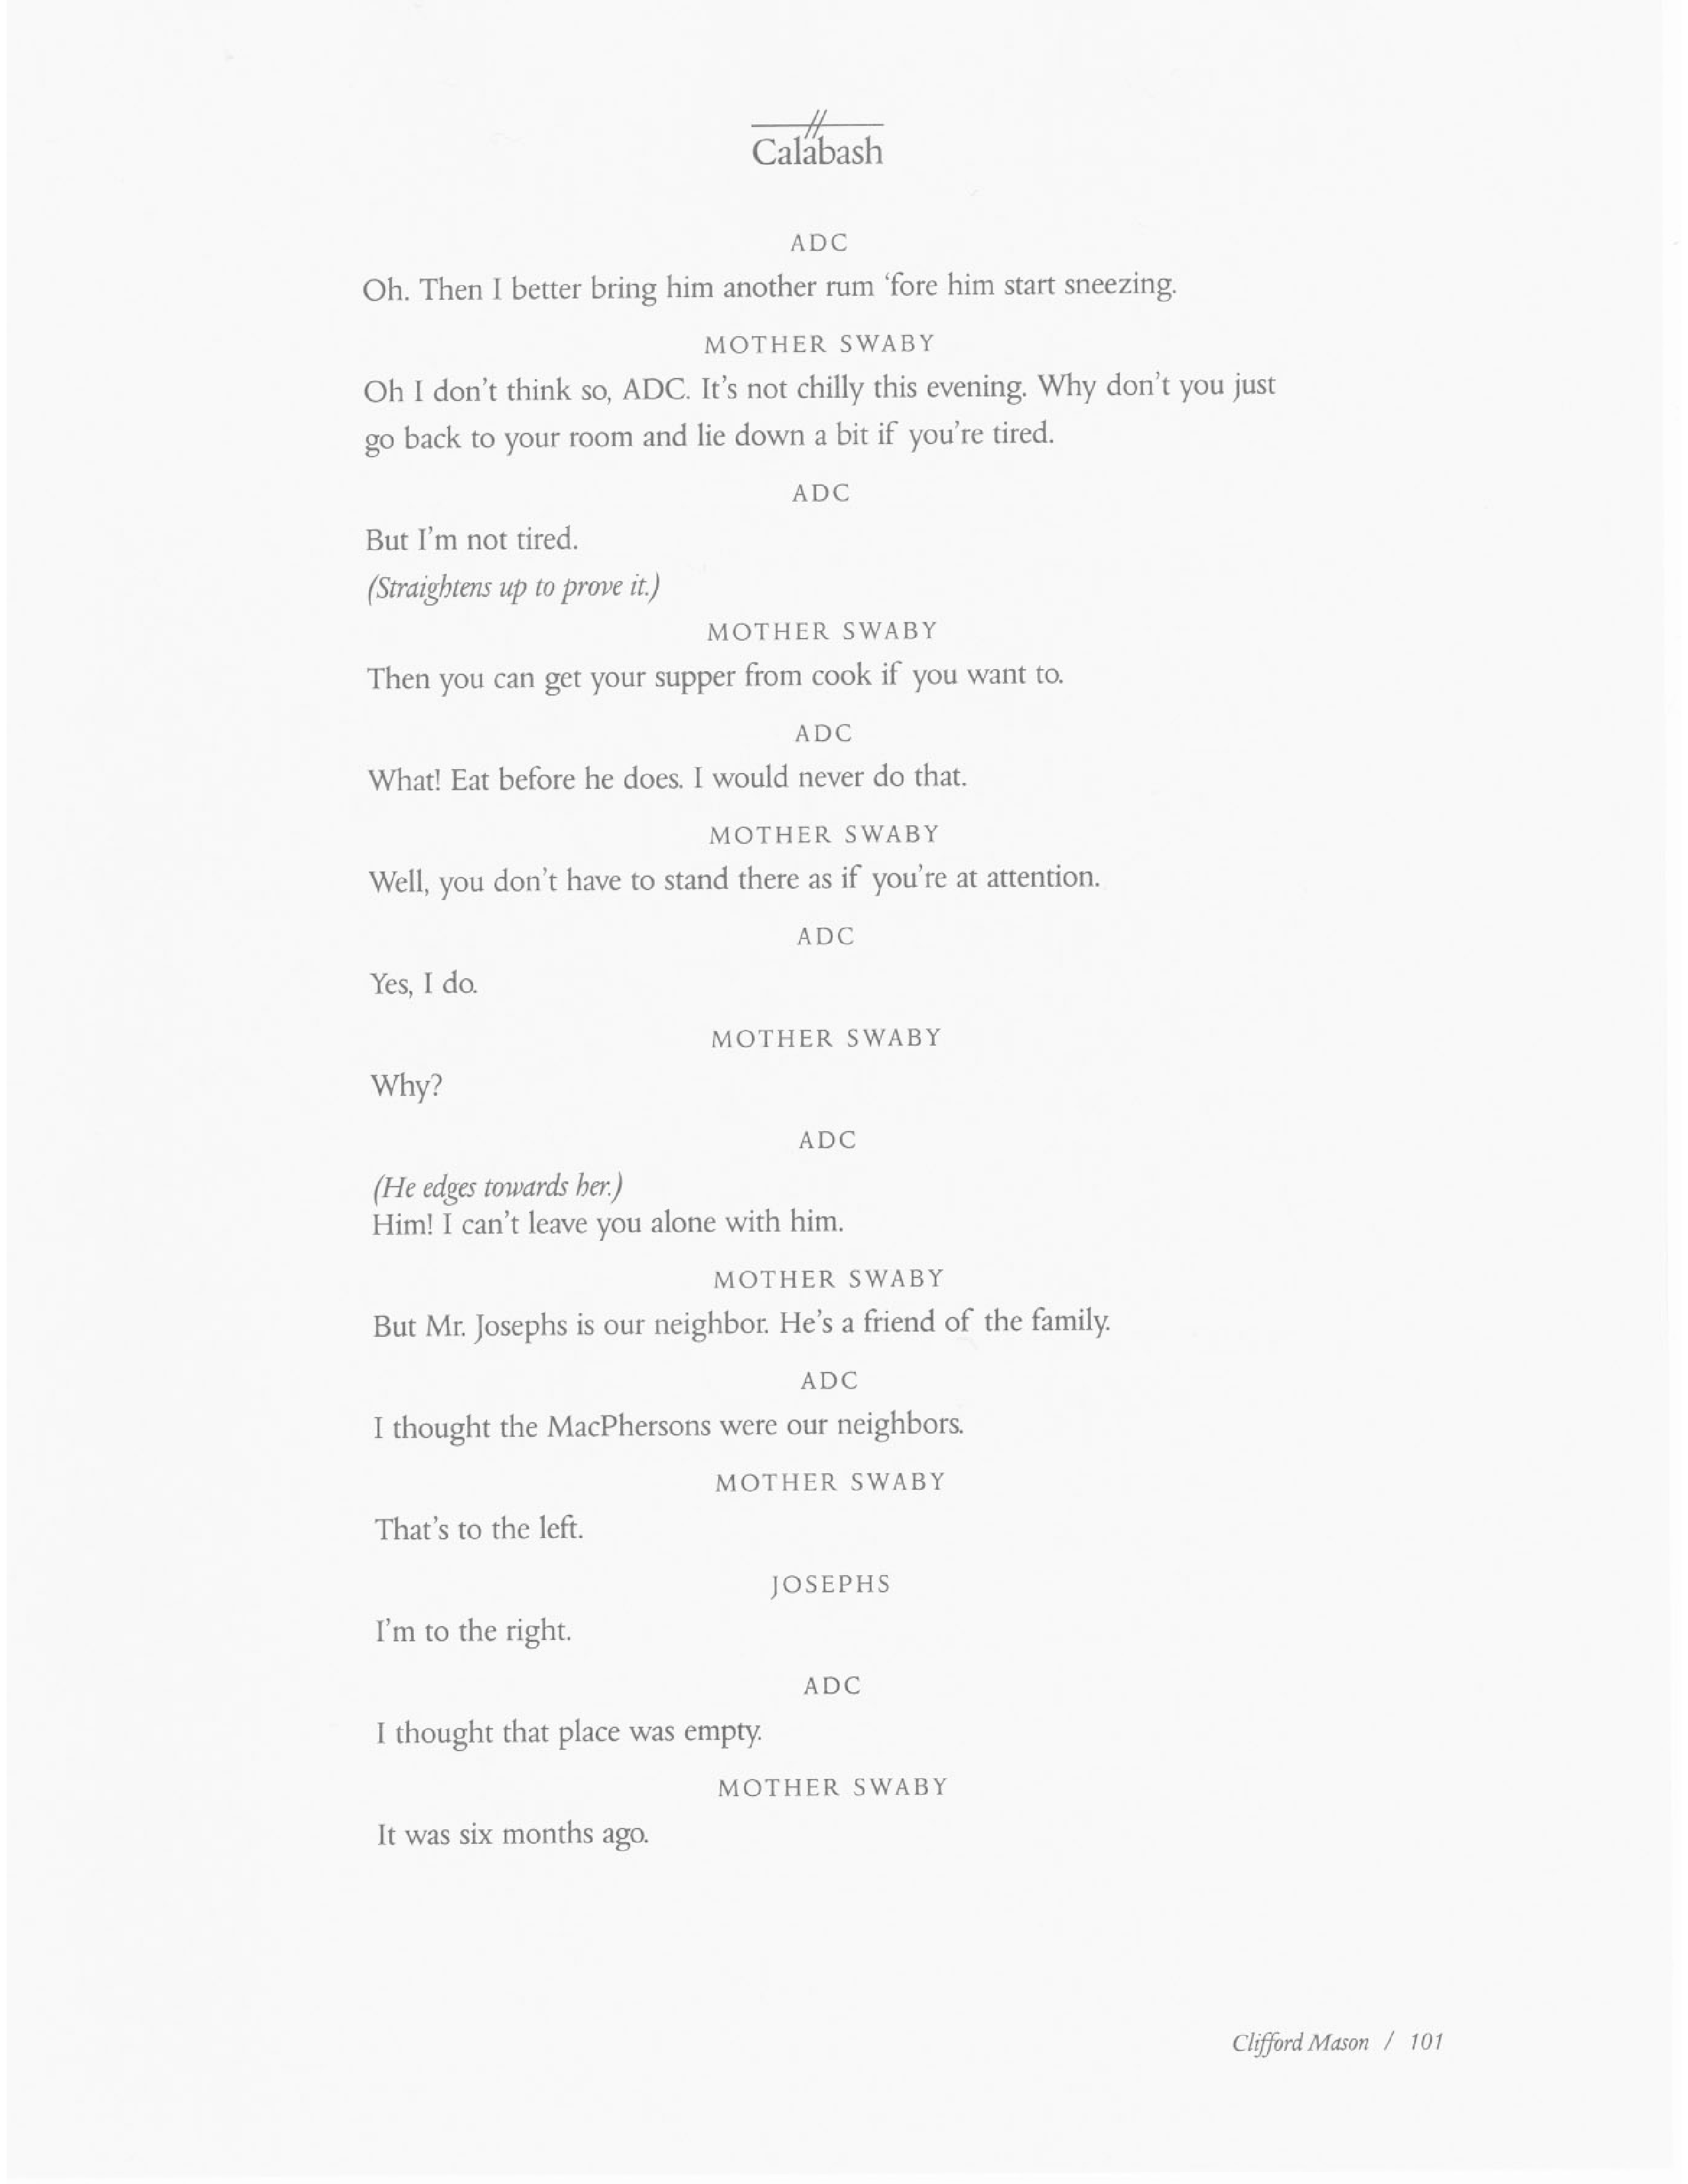 Calabash
ADC
Oh. Then I better bring him another rum ‘fore him start sneezing.
MOTHER SWABY
Oh I don’t think so, ADC. It’s not chilly this evening. Why don’t you just
go back to your room and lie down a bit if you’re tired.
ADC
But I’m not tired.
(Straightens up to prove it.)
MOTHER SWABY
Then you can get your supper from cook if you want to.
ADC
What! Eat before he does. I would never do that.
MOTHER SWABY
Well, you don’t have to stand there as if you’re at attention.
ADC
Yes, I do.
MOTHER SWABY
Why?
ADC
(He edges towards her.)
Him! I can’t leave you alone with him.
MOTHER SWABY
But Mr. Josephs is our neighbor. He’s a friend of the family.
ADC
I thought the MacPhersons were our neighbors.
MOTHER SWABY
That’s to the left.
JOSEPHS
I’m to the right.
ADC
I thought that place was empty.
MOTHER SWABY
It was six months ago.
Clifford Mason / 101